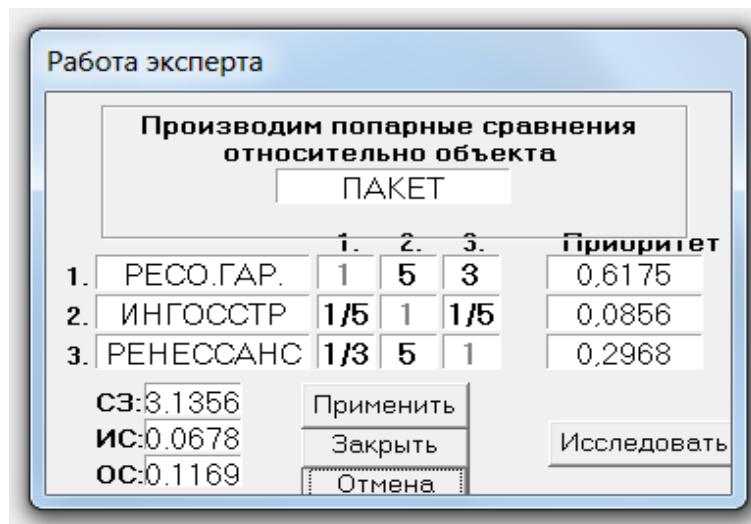 Работа эксперта
Производим попарные сравнения
относительно объекта
ПАКЕТ
1. 2. 3. Приоритет
1. РЕСО.ГАР. 1 5 3 0,6175
2. ИНГОССТР 1/5 1 1/5 0,0856
3. РЕНЕССАНС 1/3 5 1 0,2968
СЗ: 3.1356 Применить
ИС: 0.0678 Закрыть Исследовать
ОС: 0.1169 Отмена